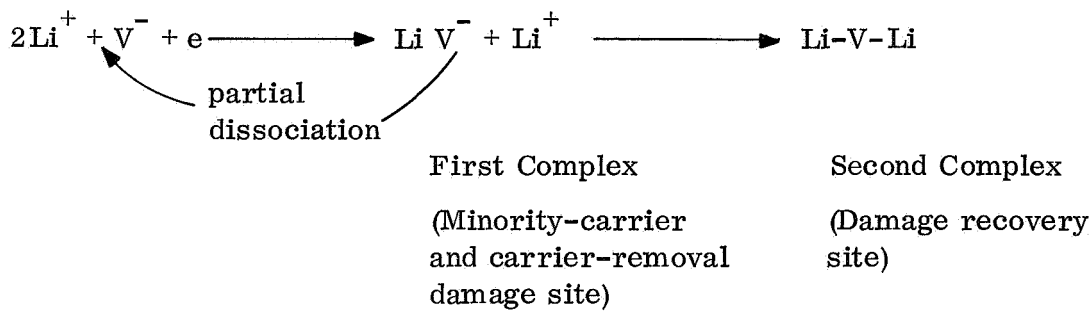 2Li⁺ + V⁻ + e ⟶ Li V⁻ + Li⁺ ⟶ Li-V-Li
partial
dissociation
First Complex
(Minority-carrier
and carrier-removal
damage site)
Second Complex
(Damage recovery
site)